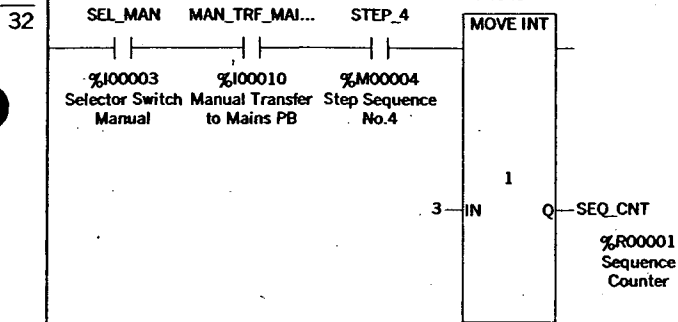 32
SEL_MAN MAN_TRF_MAI... STEP_4
MOVE INT
%I00003 %I00010 %M00004
Selector Switch Manual Transfer Step Sequence
Manual to Mains PB No.4
1
3 IN Q SEQ_CNT
%R00001
Sequence
Counter